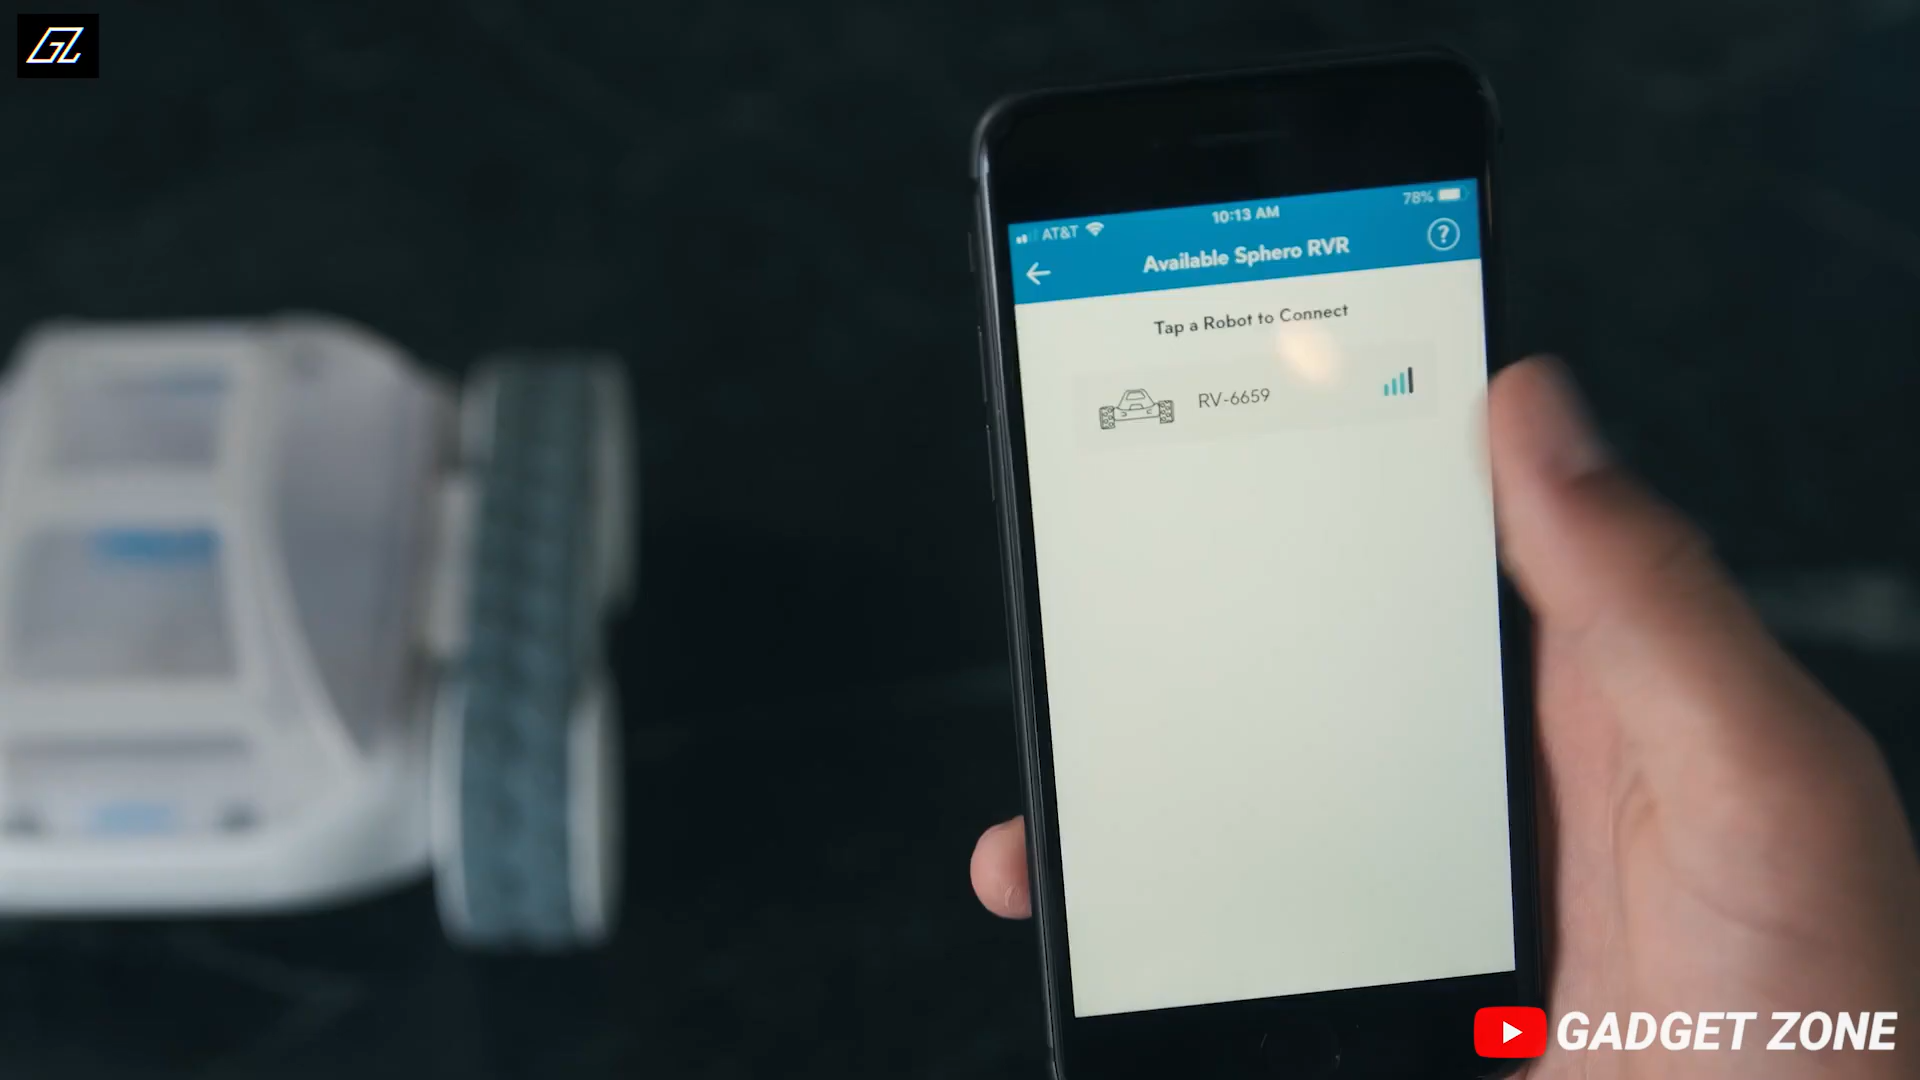 GZ
AT&T
10:13 AM
78%
Available Sphero RVR
?
Tap a Robot to Connect
RV-6659
GADGET ZONE